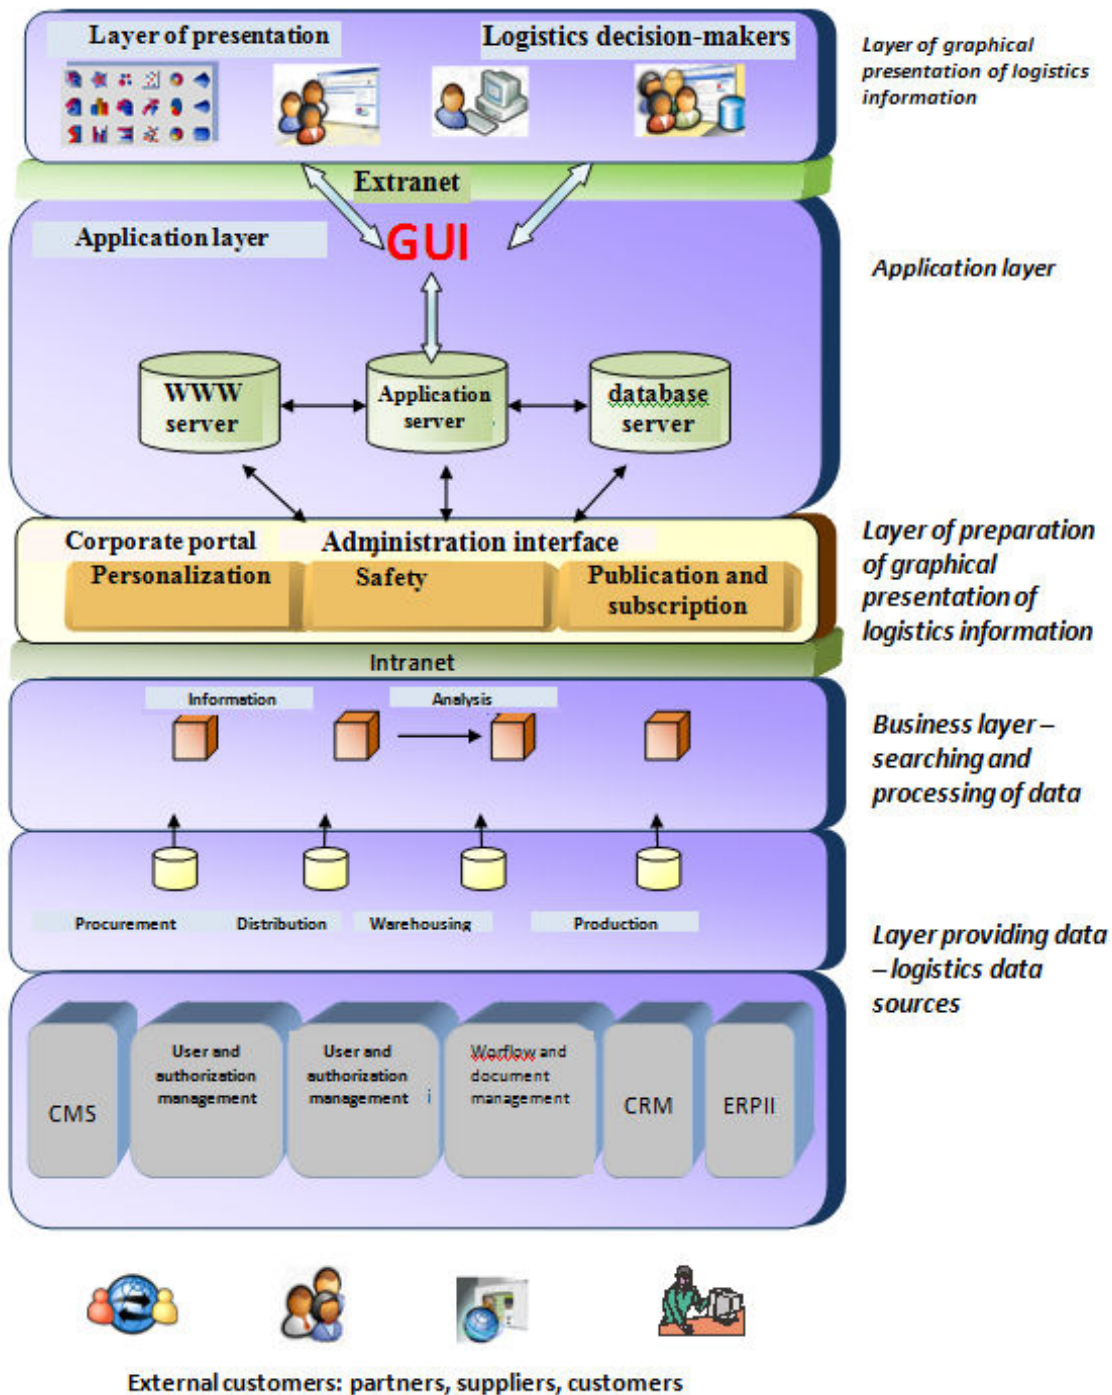 Layer of presentation
Logistics decision-makers
Layer of graphical
presentation of logistics
information
Extranet
Application layer
GUI
Application layer
WWW
server
Application
server
database
server
Corporate portal
Administration interface
Personalization
Safety
Publication and
subscription
Layer of preparation
of graphical
presentation of
logistics information
Intranet
Information
Analysis
Business layer –
searching and
processing of data
Procurement
Distribution
Warehousing
Production
Layer providing data
– logistics data
sources
CMS
User and
authorization
management
User and
authorization
management i
Worflow and
document
management
CRM
ERPII
External customers: partners, suppliers, customers